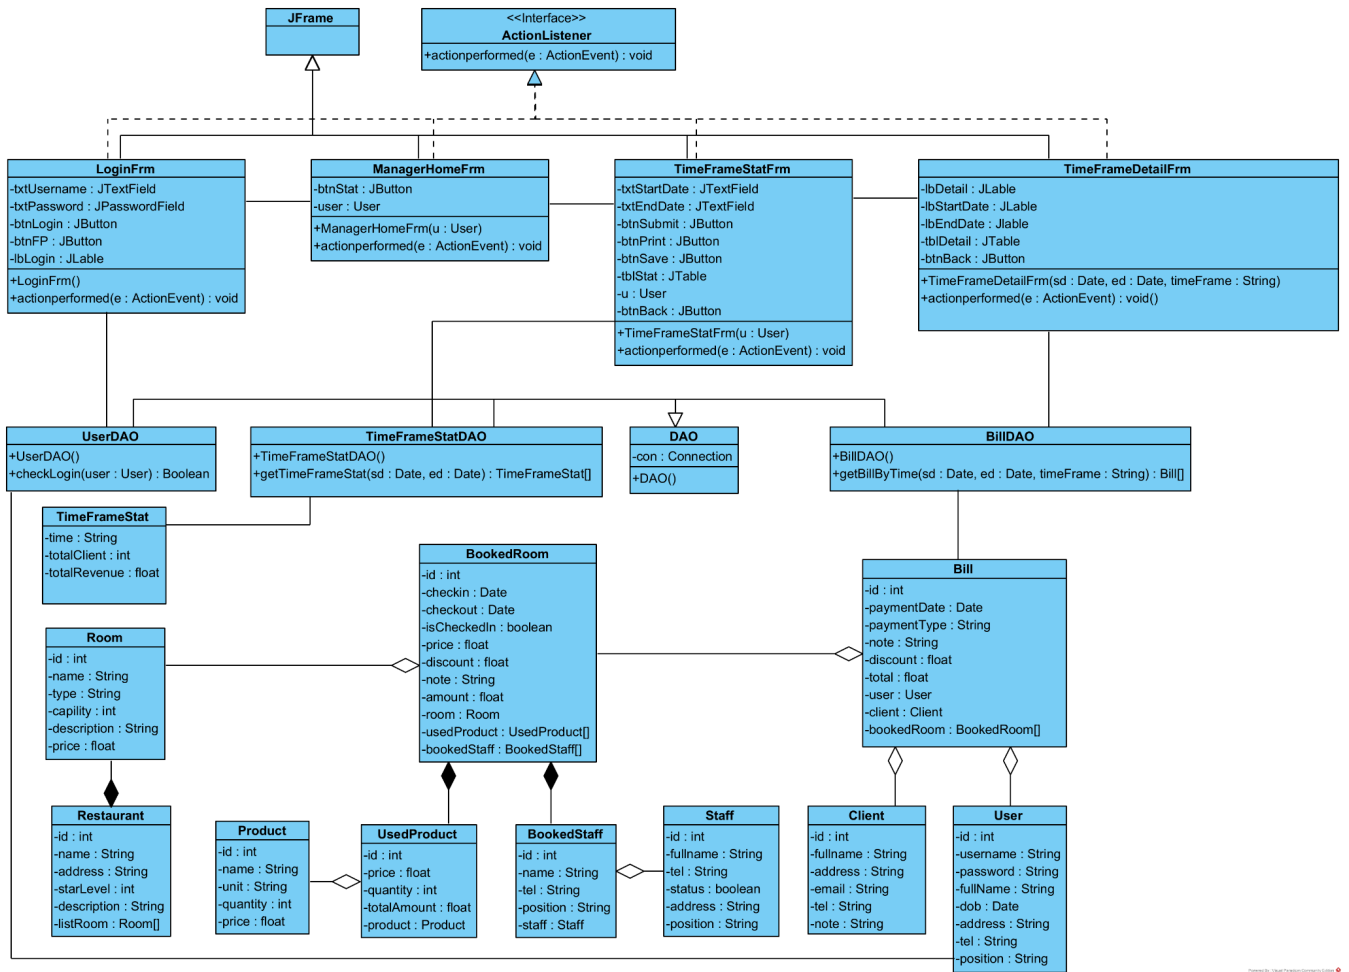 JFrame
<<Interface>>
ActionListener
+actionperformed(e : ActionEvent) : void
LoginFrm
-txtUsername : JTextField
-txtPassword : JPasswordField
-btnLogin : JButton
-btnFP : JButton
-lbLogin : JLable
+LoginFrm()
+actionperformed(e : ActionEvent) : void
ManagerHomeFrm
-btnStat : JButton
-user : User
+ManagerHomeFrm(u : User)
+actionperformed(e : ActionEvent) : void
TimeFrameStatFrm
-txtStartDate : JTextField
-txtEndDate : JTextField
-btnSubmit : JButton
-btnPrint : JButton
-btnSave : JButton
-tblStat : JTable
-u : User
-btnBack : JButton
+TimeFrameStatFrm(u : User)
+actionperformed(e : ActionEvent) : void
TimeFrameDetailFrm
-lbDetail : JLable
-lbStartDate : JLable
-lbEndDate : Jlable
-tblDetail : JTable
-btnBack : JButton
+TimeFrameDetailFrm(sd : Date, ed : Date, timeFrame : String)
+actionperformed(e : ActionEvent) : void()
UserDAO
+UserDAO()
+checkLogin(user : User) : Boolean
TimeFrameStatDAO
+TimeFrameStatDAO()
+getTimeFrameStat(sd : Date, ed : Date) : TimeFrameStat[]
DAO
-con : Connection
+DAO()
BillDAO
+BillDAO()
+getBillByTime(sd : Date, ed : Date, timeFrame : String) : Bill[]
TimeFrameStat
-time : String
-totalClient : int
-totalRevenue : float
BookedRoom
-id : int
-checkin : Date
-checkout : Date
-isCheckedIn : boolean
-price : float
-discount : float
-note : String
-amount : float
-room : Room
-usedProduct : UsedProduct[]
-bookedStaff : BookedStaff[]
Bill
-id : int
-paymentDate : Date
-paymentType : String
-note : String
-discount : float
-total : float
-user : User
-client : Client
-bookedRoom : BookedRoom[]
Room
-id : int
-name : String
-type : String
-capility : int
-description : String
-price : float
Restaurant
-id : int
-name : String
-address : String
-starLevel : int
-description : String
-listRoom : Room[]
Product
-id : int
-name : String
-unit : String
-quantity : int
-price : float
UsedProduct
-id : int
-price : float
-quantity : int
-totalAmount : float
-product : Product
BookedStaff
-id : int
-name : String
-tel : String
-position : String
-staff : Staff
Staff
-id : int
-fullname : String
-tel : String
-status : boolean
-address : String
-position : String
Client
-id : int
-fullname : String
-address : String
-email : String
-tel : String
-note : String
User
-id : int
-username : String
-password : String
-fullName : String
-dob : Date
-address : String
-tel : String
-position : String